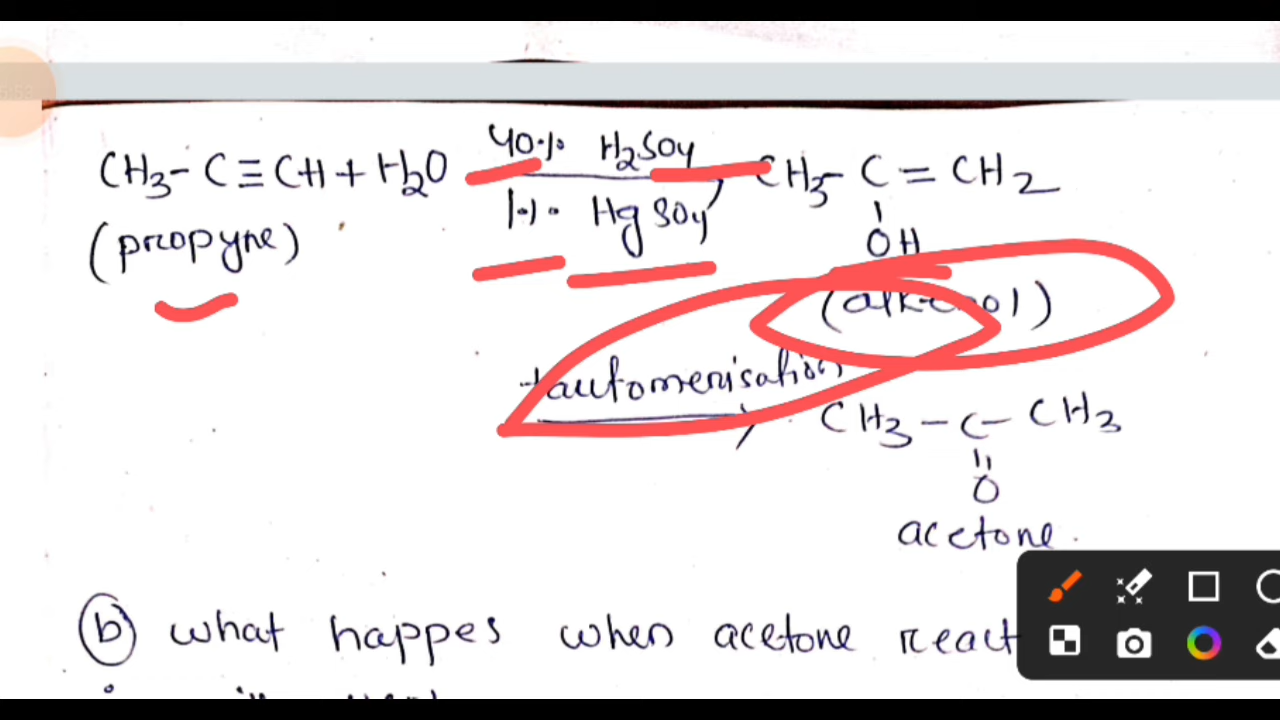 40% H₂SO₄
CH₃-C≡CH+H₂O → CH₃-C=CH₂
1% HgSO₄
OH
(propyne)
(alkenol)
tautomerisation
CH₃-C-CH₃
O
acetone.
(b) what happes when acetone react